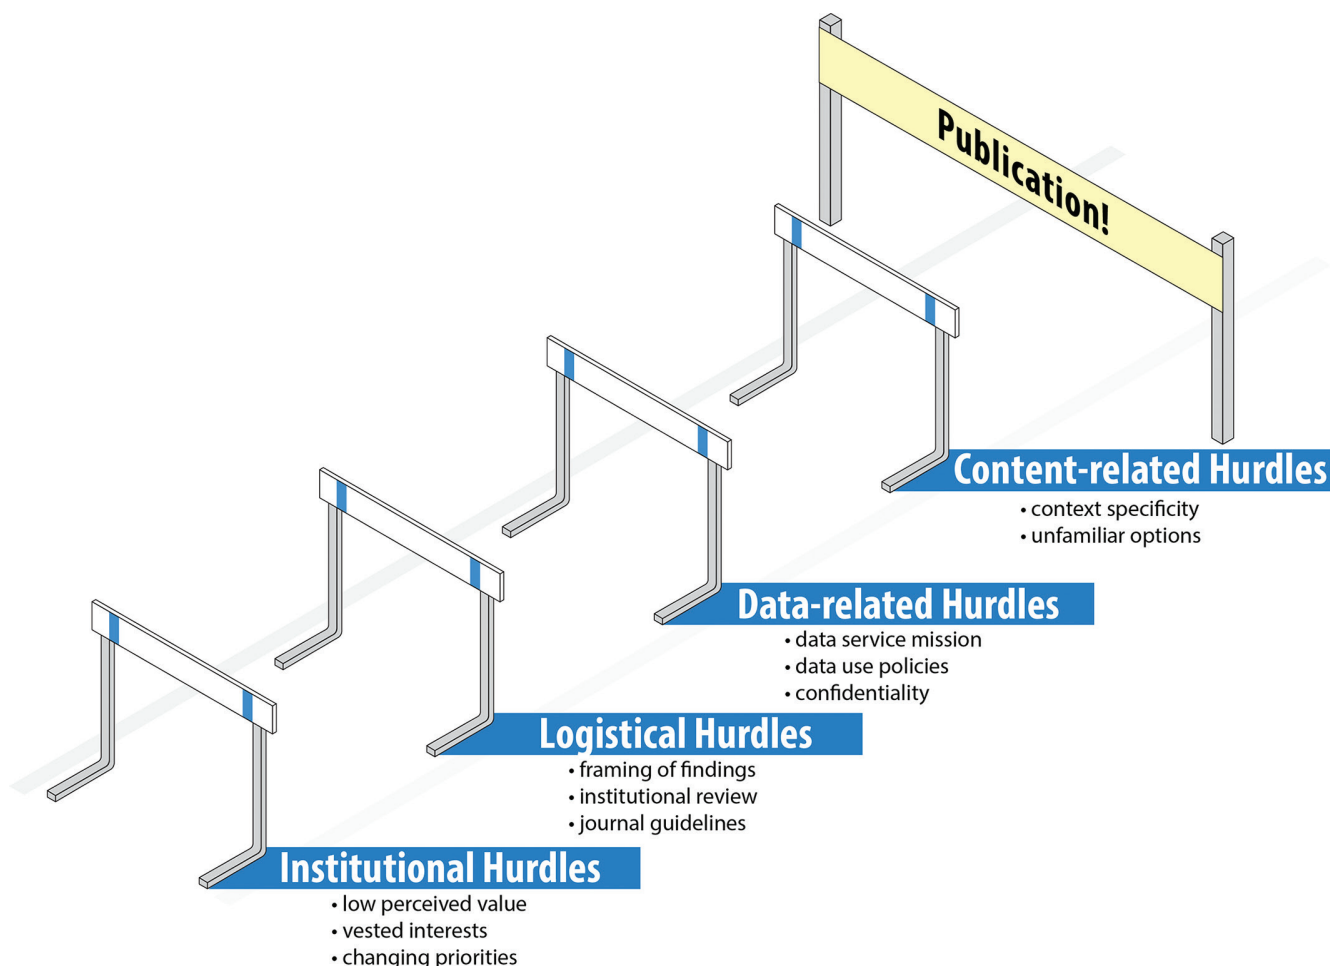 Publication!
Content-related Hurdles
• context specificity
• unfamiliar options
Data-related Hurdles
• data service mission
• data use policies
• confidentiality
Logistical Hurdles
• framing of findings
• institutional review
• journal guidelines
Institutional Hurdles
• low perceived value
• vested interests
• changing priorities